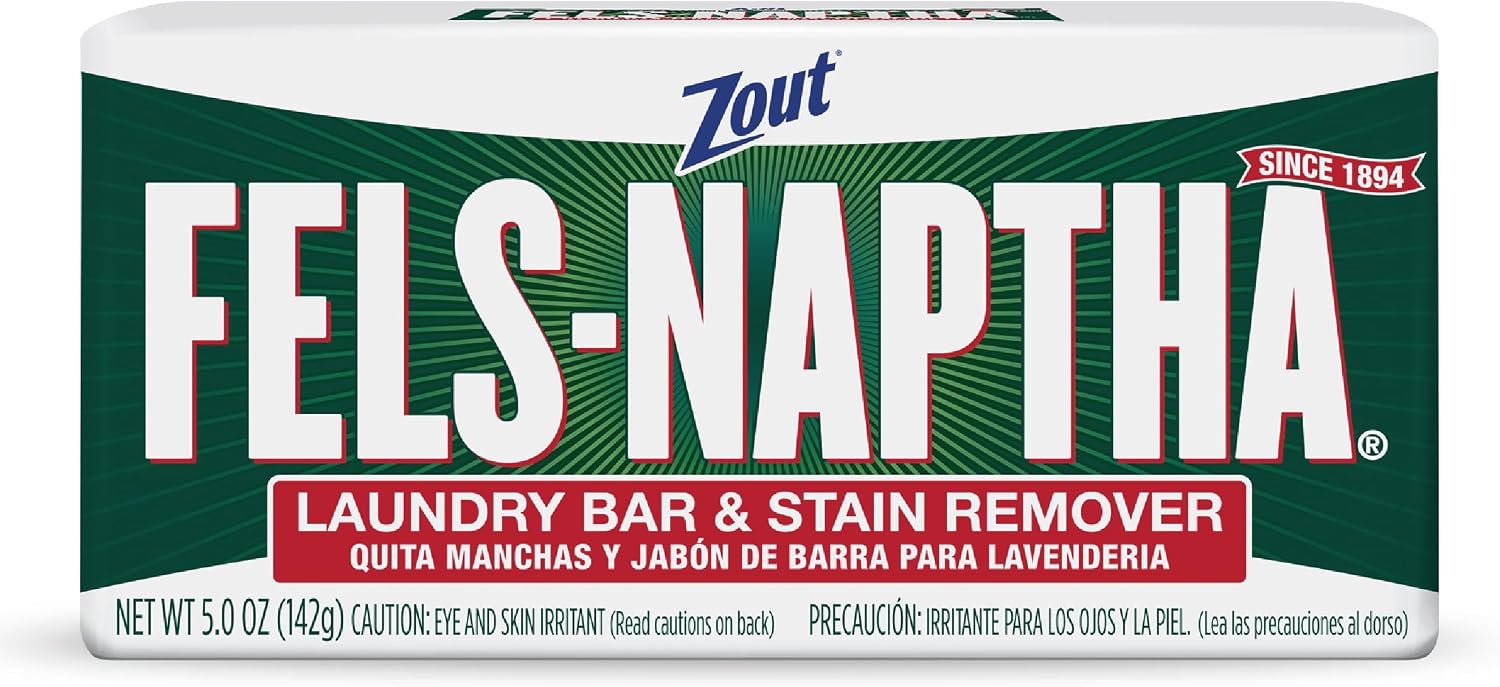 FELS-NAPTHA
Zout®
SINCE 1894
FELS-NAPTHA®
LAUNDRY BAR & STAIN REMOVER
QUITA MANCHAS Y JABÓN DE BARRA PARA LAVENDERIA
NET WT 5.0 OZ (142g) CAUTION: EYE AND SKIN IRRITANT (Read cautions on back) PRECAUCIÓN: IRRITANTE PARA LOS OJOS Y LA PIEL. (Lea las precauciones al dorso)